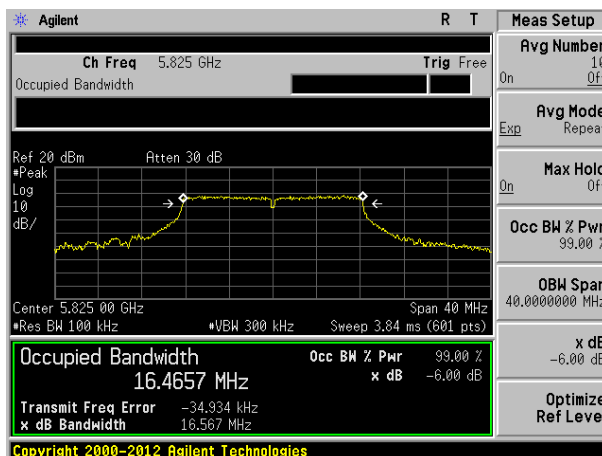 Agilent R T
Meas Setup
Ch Freq 5.825 GHz Trig Free
Occupied Bandwidth
Ref 20 dBm Atten 30 dB
#Peak
Log
10
dB/
Center 5.825 00 GHz Span 40 MHz
#Res BW 100 kHz #VBW 300 kHz Sweep 3.84 ms (601 pts)
Occupied Bandwidth Occ BW % Pwr 99.00 %
16.4657 MHz x dB -6.00 dB
Transmit Freq Error -34.934 kHz
x dB Bandwidth 16.567 MHz
Copyright 2000-2012 Agilent Technologies
Avg Number
10
On Off
Avg Mode
Exp Repeat
Max Hold
On Off
Occ BW % Pwr
99.00 %
OBW Span
40.0000000 MHz
x dB
-6.00 dB
Optimize
Ref Level